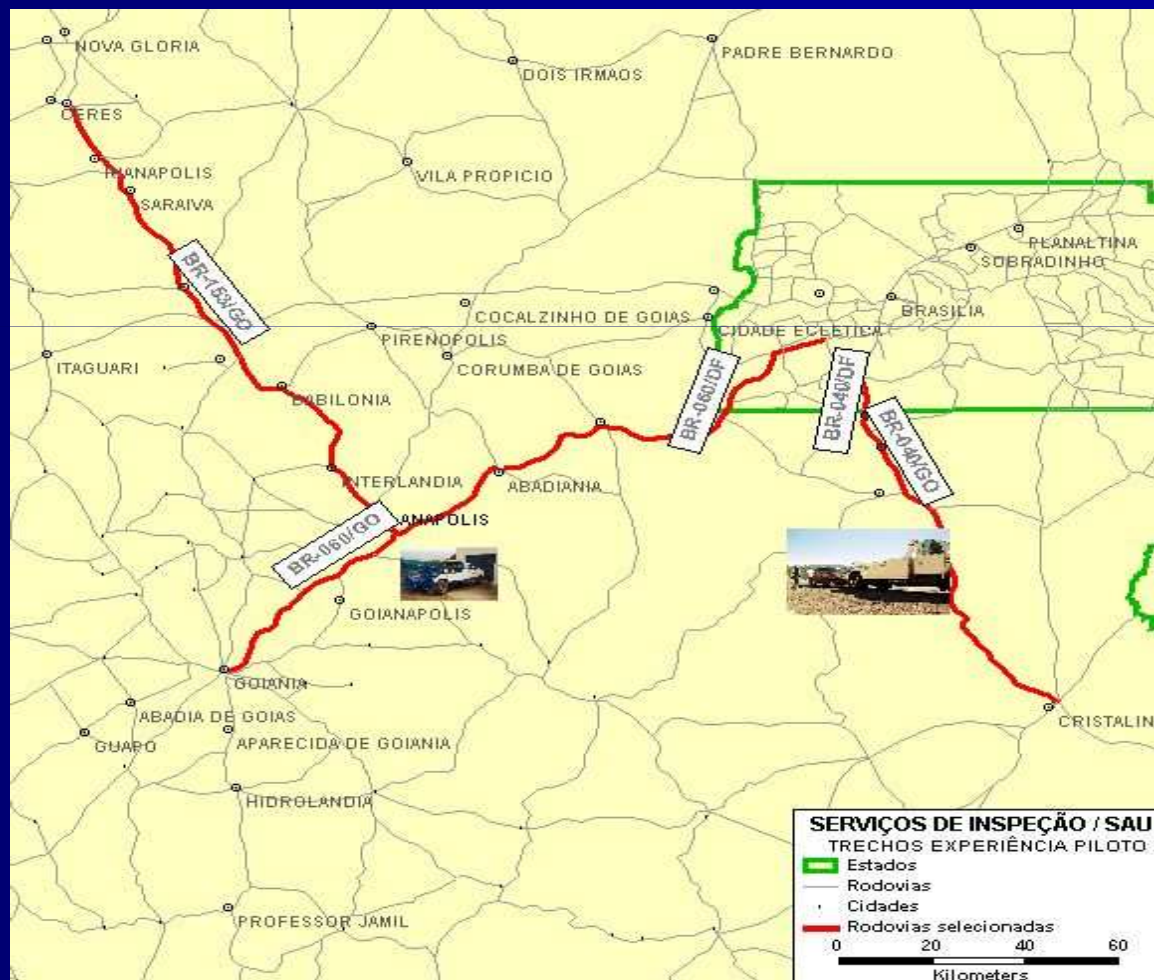 NOVA GLORIA
PADRE BERNARDO
DOIS IRMAOS
CERES
VILA PROPICIO
SARAIVA
PLANALTINA
SOBRADINHO
BR-153/GO
BRASILIA
COCALZINHO DE GOIAS
CIDADE ECLETICA
PIRENOPOLIS
ITAGUARI
CORUMBA DE GOIAS
BR-060/DF
BR-040/DF
BABILONIA
BR-040/GO
INTERLANDIA
ABADIANIA
ANAPOLIS
BR-060/GO
GOIANAPOLIS
GOIANIA
ABADIA DE GOIAS
CRISTALIN
GUAPO
APARECIDA DE GOIANIA
HIDROLANDIA
PROFESSOR JAMIL
SERVIÇOS DE INSPEÇÃO / SAU
TRECHOS EXPERIÊNCIA PILOTO
Estados
Rodovias
Cidades
Rodovias selecionadas
0 20 40 60
Kilometers